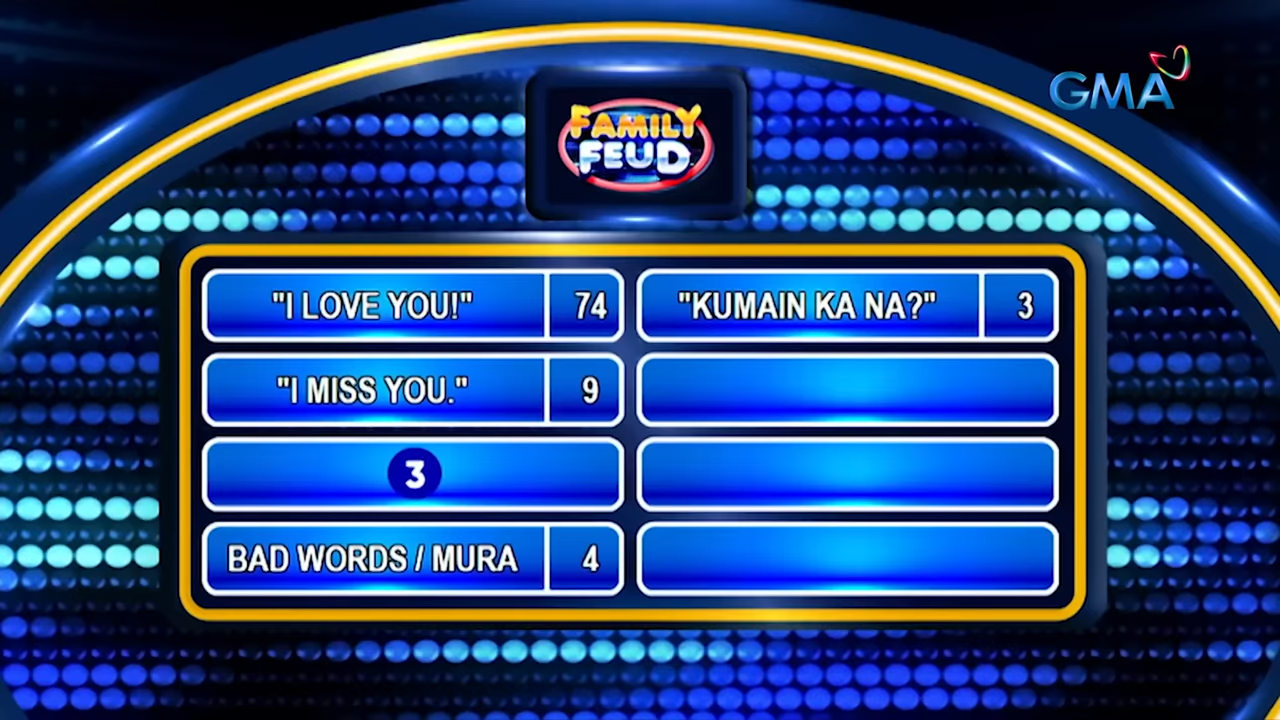 GMA
FAMILY
FEUD
"I LOVE YOU!" 74
"KUMAIN KA NA?" 3
"I MISS YOU." 9
3
BAD WORDS / MURA 4